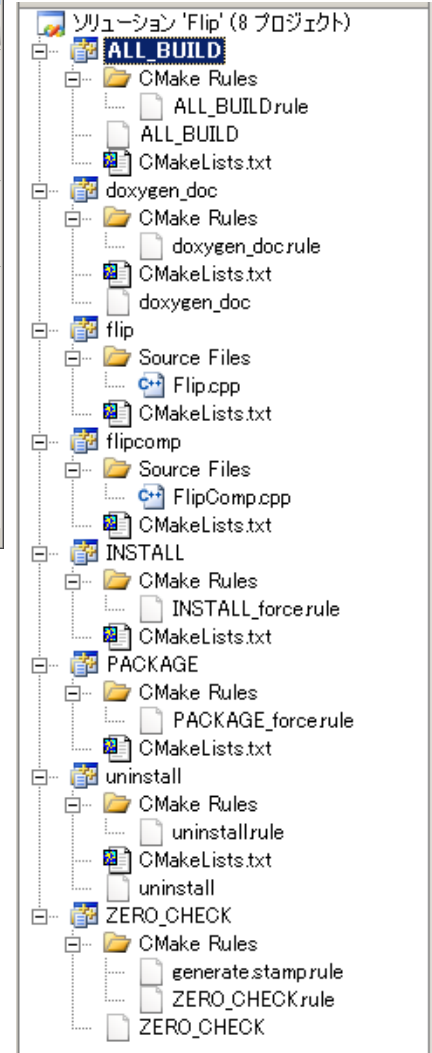 ソリューション 'Flip' (8 プロジェクト)
ALL_BUILD
CMake Rules
ALL_BUILD.rule
ALL_BUILD
CMakeLists.txt
doxygen_doc
CMake Rules
doxygen_doc.rule
CMakeLists.txt
doxygen_doc
flip
Source Files
Flip.cpp
CMakeLists.txt
flipcomp
Source Files
FlipComp.cpp
CMakeLists.txt
INSTALL
CMake Rules
INSTALL_force.rule
CMakeLists.txt
PACKAGE
CMake Rules
PACKAGE_force.rule
CMakeLists.txt
uninstall
CMake Rules
uninstall.rule
CMakeLists.txt
uninstall
ZERO_CHECK
CMake Rules
generate.stamp.rule
ZERO_CHECK.rule
ZERO_CHECK